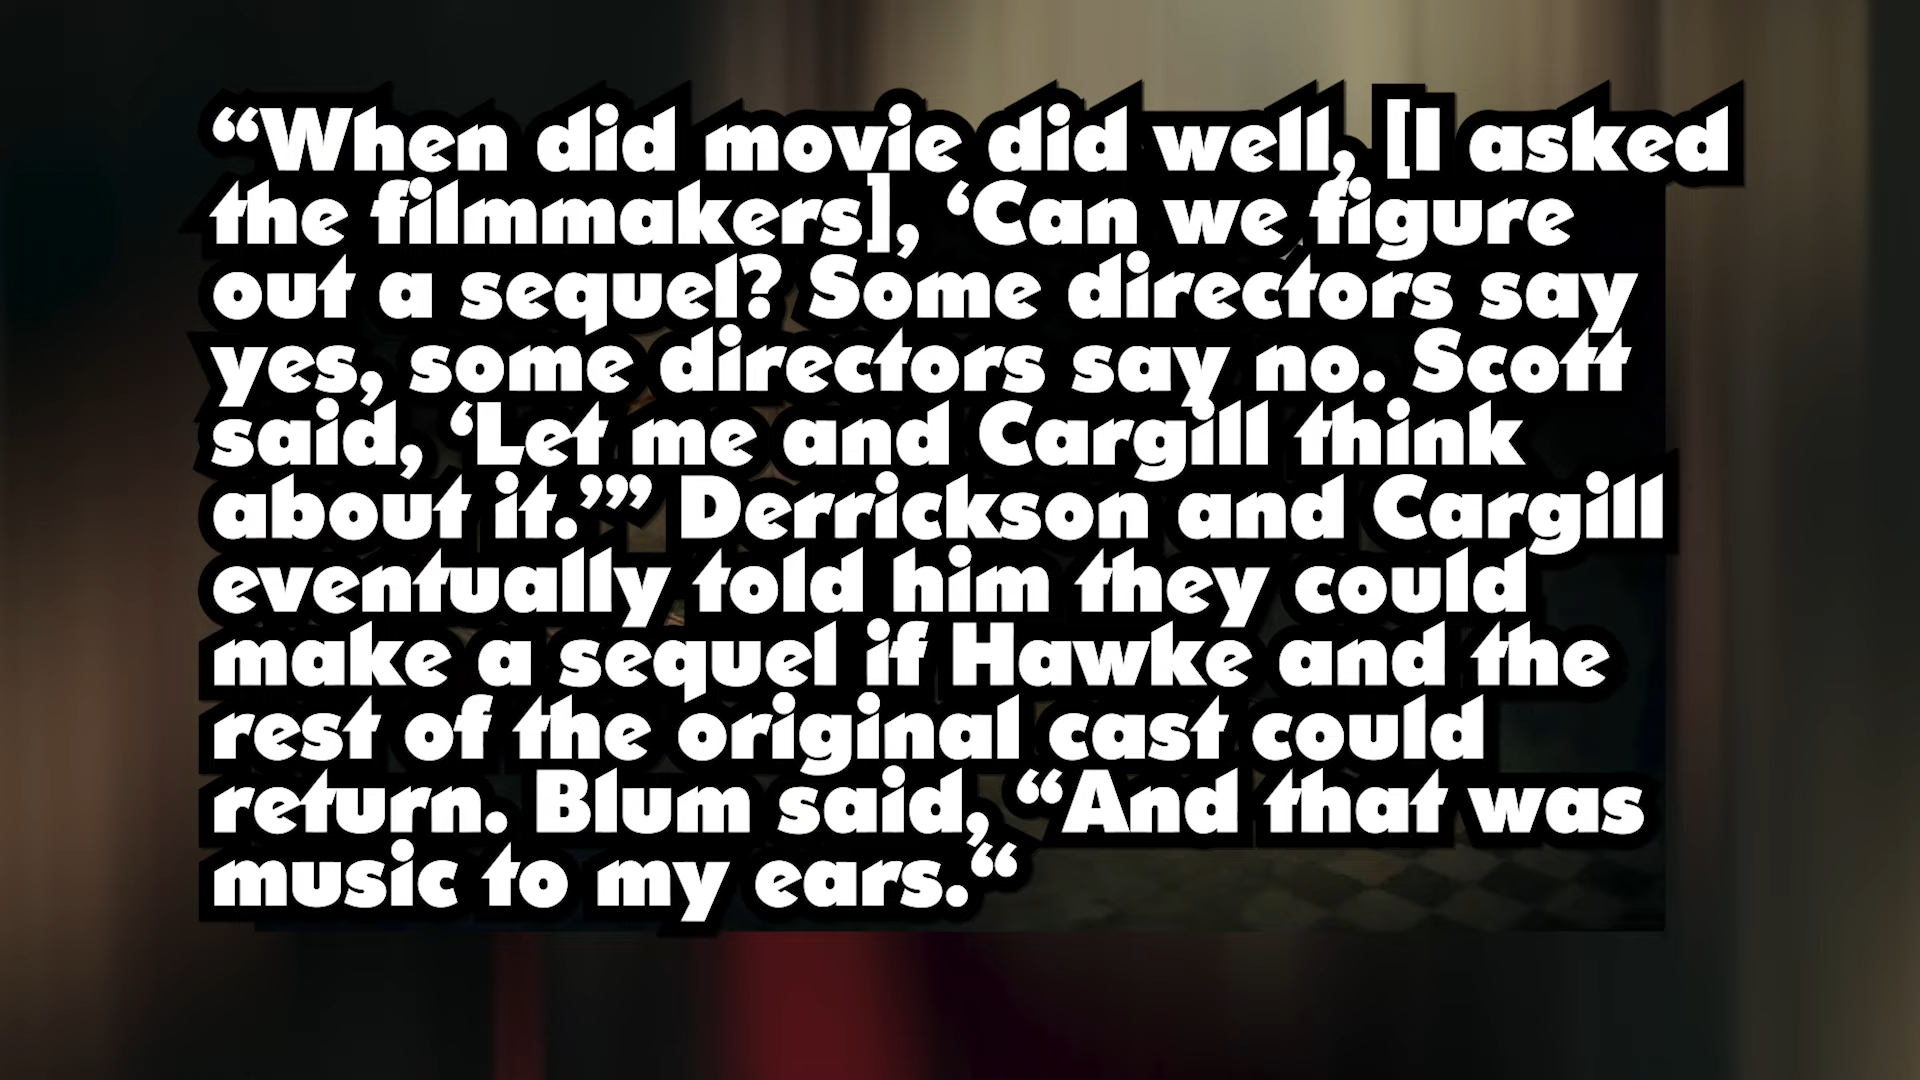 “When did movie did well, [I asked
the filmmakers], ‘Can we figure
out a sequel? Some directors say
yes, some directors say no. Scott
said, ‘Let me and Cargill think
about it.’” Derrickson and Cargill
eventually told him they could
make a sequel if Hawke and the
rest of the original cast could
return. Blum said, “And that was
music to my ears.“